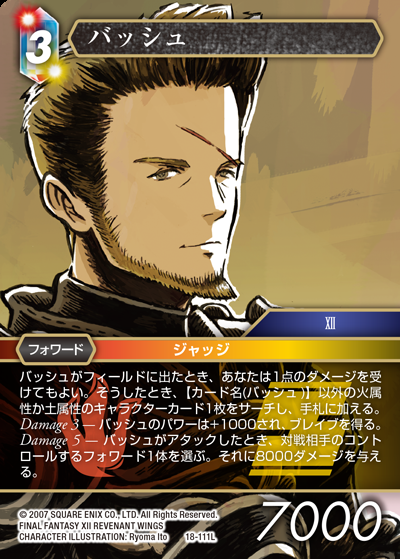 3
バッシュ
XII
フォワード
ジャッジ
バッシュがフィールドに出たとき、あなたは1点のダメージを受
けてもよい。そうしたとき、【カード名(バッシュ)】以外の火属
性か土属性のキャラクターカード1枚をサーチし、手札に加える。
Damage 3 ― バッシュのパワーは+1000され、ブレイブを得る。
Damage 5 ― バッシュがアタックしたとき、対戦相手のコント
ロールするフォワード1体を選ぶ。それに8000ダメージを与え
る。
© 2007 SQUARE ENIX CO., LTD. All Rights Reserved.
FINAL FANTASY XII REVENANT WINGS
CHARACTER ILLUSTRATION: Ryoma Ito
18-111L
7000